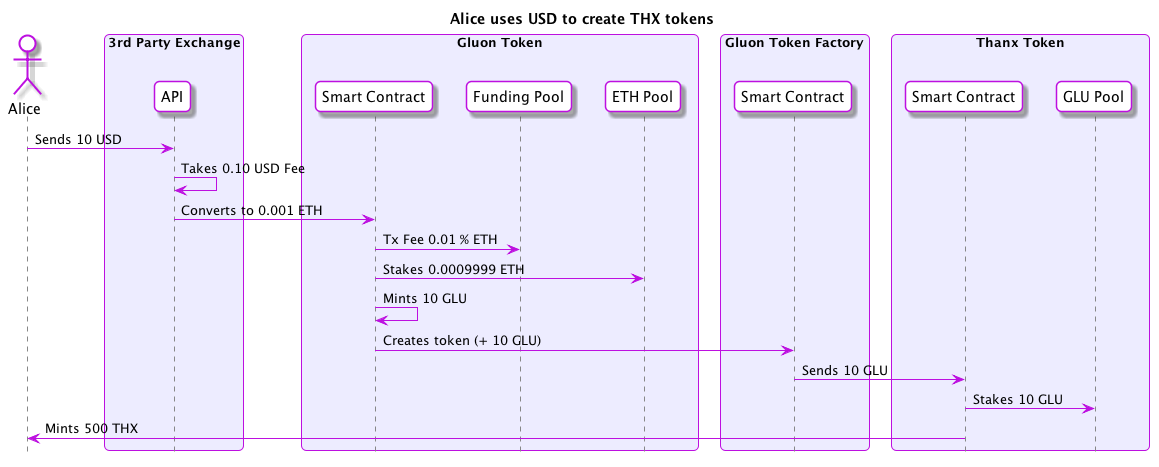 Alice uses USD to create THX tokens
3rd Party Exchange
Gluon Token
Gluon Token Factory
Thanx Token
Alice
API
Smart Contract
Funding Pool
ETH Pool
Smart Contract
Smart Contract
GLU Pool
Sends 10 USD
Takes 0.10 USD Fee
Converts to 0.001 ETH
Tx Fee 0.01 % ETH
Stakes 0.0009999 ETH
Mints 10 GLU
Creates token (+ 10 GLU)
Sends 10 GLU
Stakes 10 GLU
Mints 500 THX